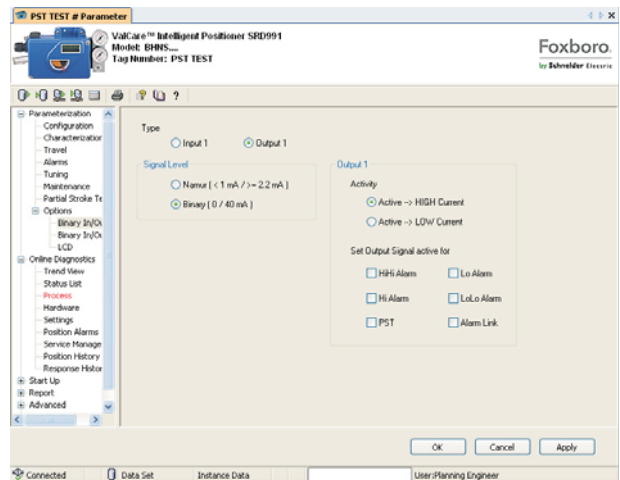 PST TEST # Parameter
ValCare™ Intelligent Positioner SRD991
Model: BHNS....
Tag Number: PST TEST
Foxboro.
by Schneider Electric
Parameterization
Configuration
Characterization
Travel
Alarms
Tuning
Maintenance
Partial Stroke Te
Options
Binary In/Ou
Binary In/Ou
LCD
Online Diagnostics
Trend View
Status List
Process
Hardware
Settings
Position Alarms
Service Manage
Position History
Response Histor
Start Up
Report
Advanced
Type
Input 1
Output 1
Signal Level
Namur ( < 1 mA / >= 2.2 mA )
Binary ( 0 / 40 mA )
Output 1
Activity
Active --> HIGH Current
Active --> LOW Current
Set Output Signal active for
HiHi Alarm
Lo Alarm
Hi Alarm
LoLo Alarm
PST
Alarm Link
OK
Cancel
Apply
Connected
Data Set
Instance Data
User:Planning Engineer